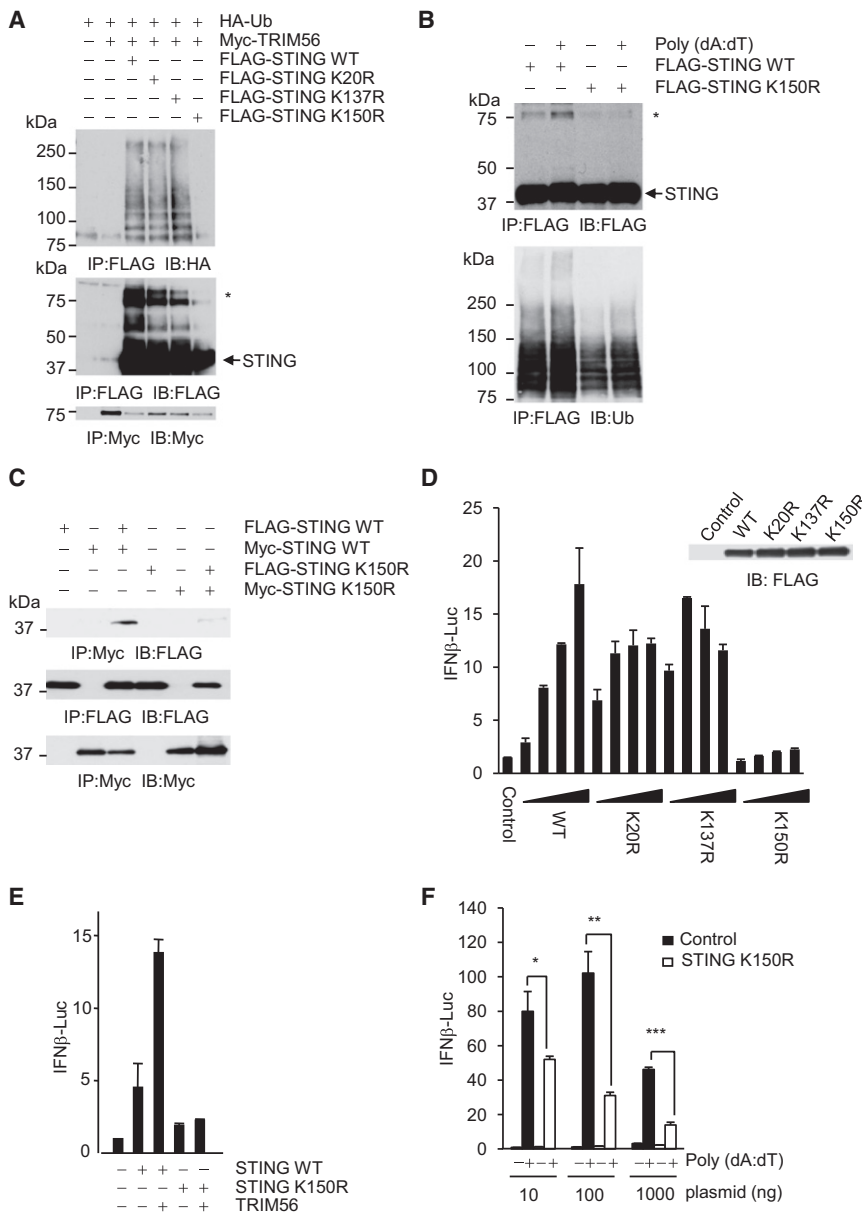 A
+ + + + + + HA-Ub
– + + + + + Myc-TRIM56
– – + – – – FLAG-STING WT
– – – + – – FLAG-STING K20R
– – – – + – FLAG-STING K137R
– – – – – + FLAG-STING K150R
kDa
250
150
100
75
IP:FLAG IB:HA
kDa
75
*
50
37
STING
IP:FLAG IB:FLAG
75
IP:Myc IB:Myc
B
– + – + Poly (dA:dT)
+ + – – FLAG-STING WT
– – + + FLAG-STING K150R
kDa
75
*
50
37
STING
IP:FLAG IB:FLAG
kDa
250
150
100
75
IP:FLAG IB:Ub
C
+ – + – – – FLAG-STING WT
– + + – – – Myc-STING WT
– – – + – + FLAG-STING K150R
– – – – + + Myc-STING K150R
kDa
37
IP:Myc IB:FLAG
37
IP:FLAG IB:FLAG
37
IP:Myc IB:Myc
D
25
20
15
10
5
0
IFNβ-Luc
Control
WT
K20R
K137R
K150R
IB: FLAG
Control
WT
K20R
K137R
K150R
E
15
10
5
0
IFNβ-Luc
– + + – – STING WT
– – – + + STING K150R
– – + – + TRIM56
F
140
120
100
80
60
40
20
0
IFNβ-Luc
*
**
***
Control
STING K150R
– + – + – + – + – + – + Poly (dA:dT)
10 100 1000 plasmid (ng)